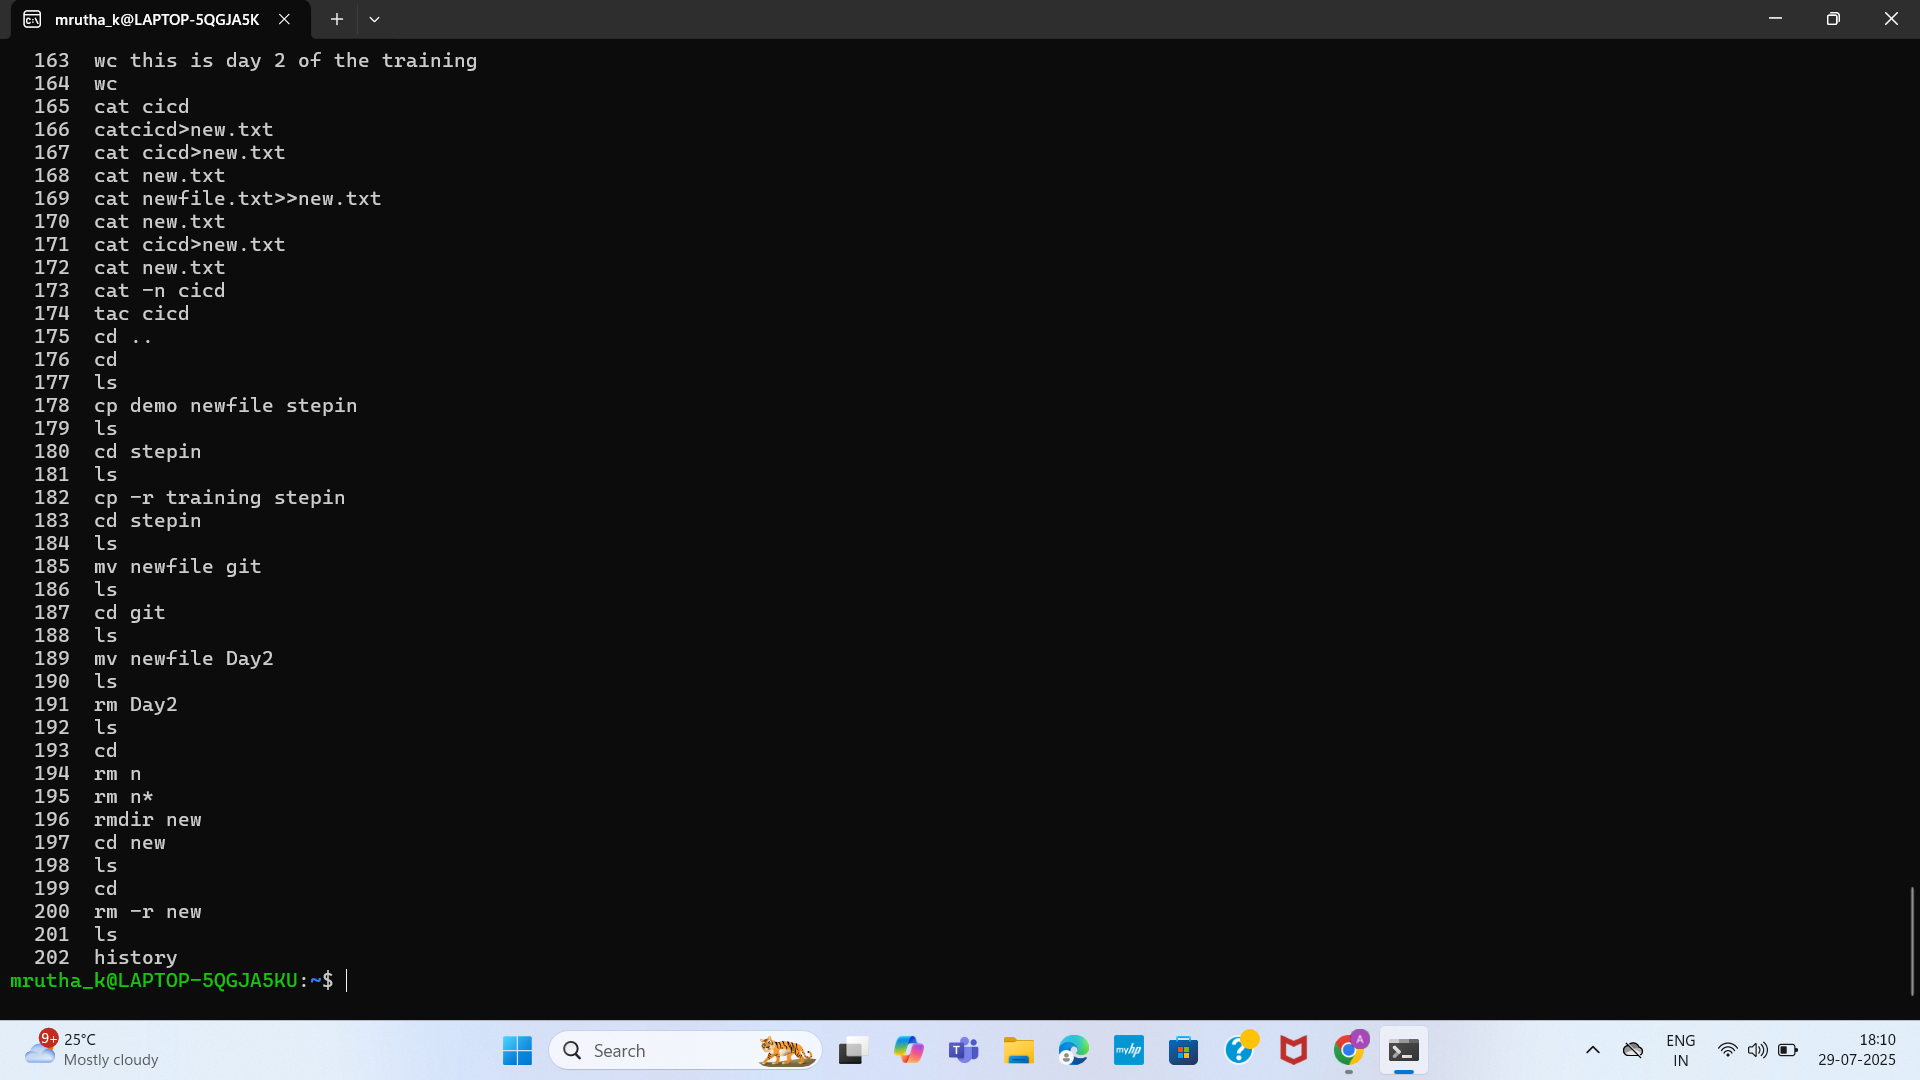 mrutha_k@LAPTOP-5QGJA5K
163 wc this is day 2 of the training
164 wc
165 cat cicd
166 catcicd>new.txt
167 cat cicd>new.txt
168 cat new.txt
169 cat newfile.txt>>new.txt
170 cat new.txt
171 cat cicd>new.txt
172 cat new.txt
173 cat -n cicd
174 tac cicd
175 cd ..
176 cd
177 ls
178 cp demo newfile stepin
179 ls
180 cd stepin
181 ls
182 cp -r training stepin
183 cd stepin
184 ls
185 mv newfile git
186 ls
187 cd git
188 ls
189 mv newfile Day2
190 ls
191 rm Day2
192 ls
193 cd
194 rm n
195 rm n*
196 rmdir new
197 cd new
198 ls
199 cd
200 rm -r new
201 ls
202 history
mrutha_k@LAPTOP-5QGJA5KU:~$
9+
25°C
Mostly cloudy
Search
T
myhp
?
A
ENG
IN
18:10
29-07-2025